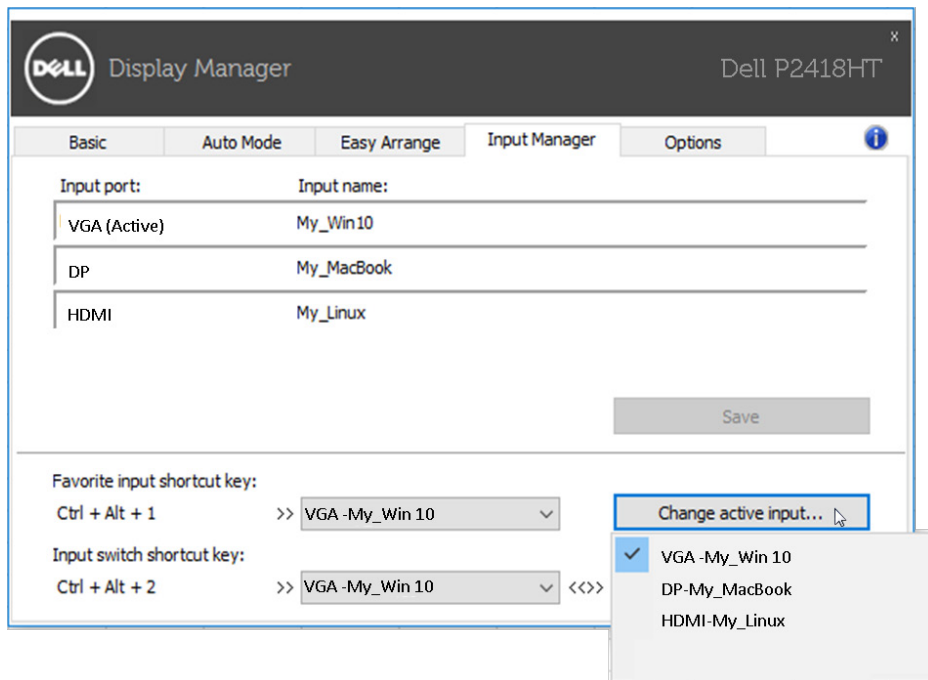 DELL Display Manager Dell P2418HT
x
Basic Auto Mode Easy Arrange Input Manager Options i
Input port: Input name:
VGA (Active) My_Win10
DP My_MacBook
HDMI My_Linux
Save
Favorite input shortcut key:
Ctrl + Alt + 1 >> VGA -My_Win 10 Change active input...
Input switch shortcut key:
Ctrl + Alt + 2 >> VGA -My_Win 10 <<>>
VGA -My_Win 10
DP-My_MacBook
HDMI-My_Linux